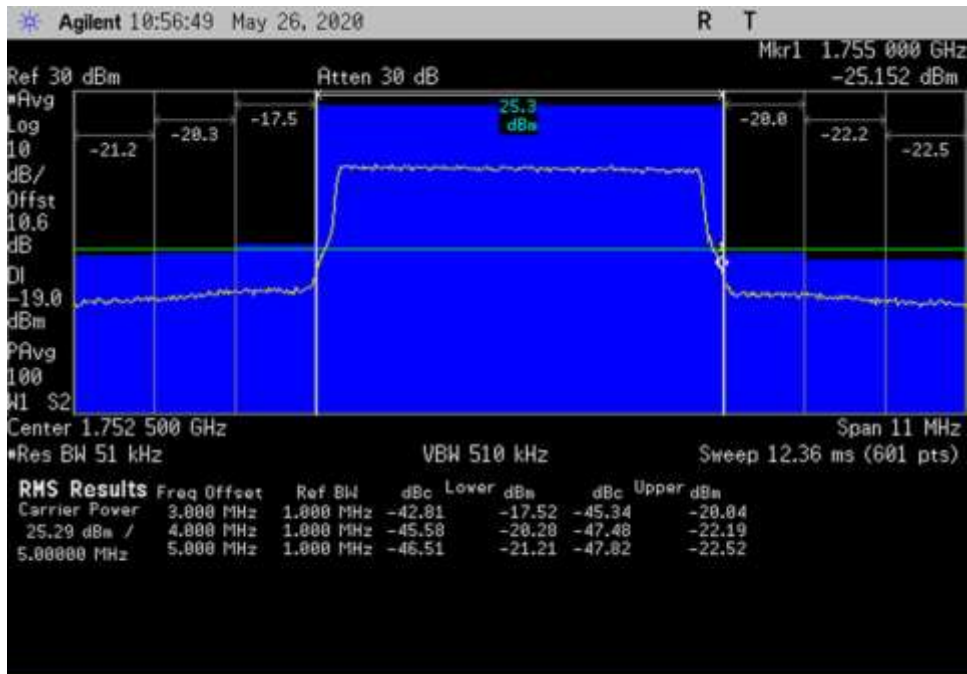 Agilent 10:56:49 May 26, 2020 R T
Mkr1 1.755 000 GHz
Ref 30 dBm Atten 30 dB -25.152 dBm
#Avg
Log
10
dB/
Offst
10.6
dB
DI
-19.0
dBm
PAvg
100
W1 S2
-21.2 -20.3 -17.5 25.3 dBm -20.0 -22.2 -22.5
1
Center 1.752 500 GHz Span 11 MHz
#Res BW 51 kHz VBW 510 kHz Sweep 12.36 ms (601 pts)
RMS Results Freq Offset Ref BW dBc Lower dBm dBc Upper dBm
Carrier Power 3.000 MHz 1.000 MHz -42.81 -17.52 -45.34 -20.04
25.29 dBm / 4.000 MHz 1.000 MHz -45.58 -20.28 -47.48 -22.19
5.00000 MHz 5.000 MHz 1.000 MHz -46.51 -21.21 -47.82 -22.52